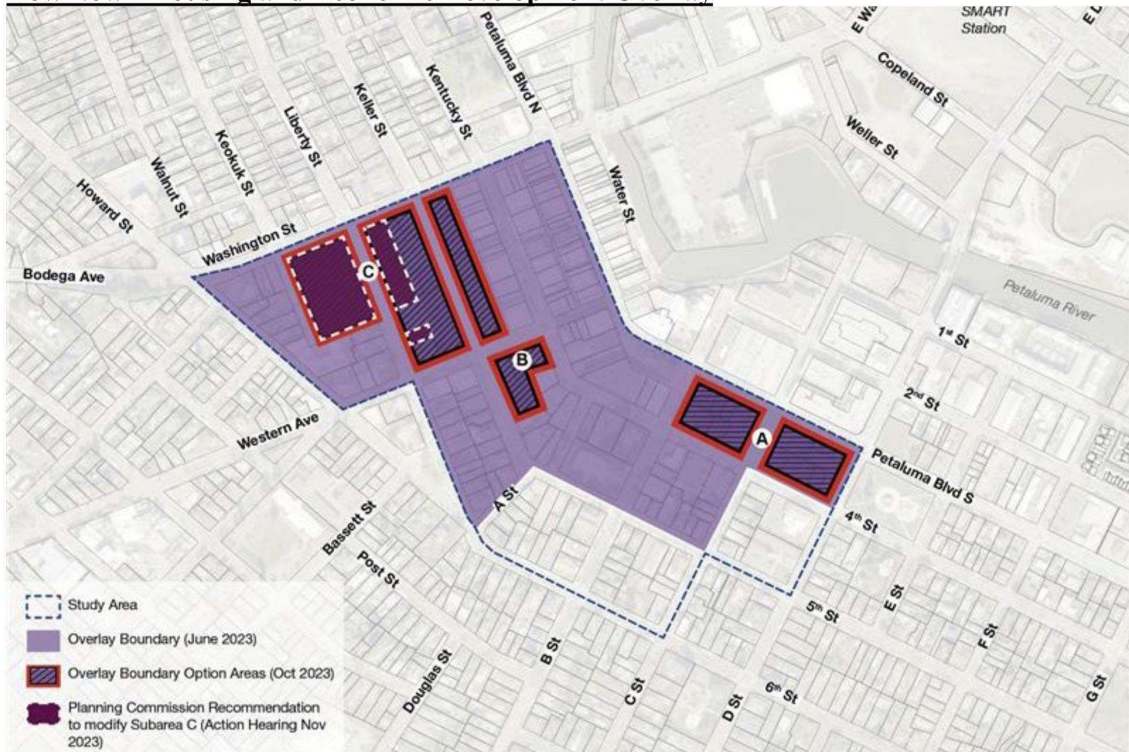 SMART
Station
Copeland St
Weller St
Petaluma Blvd N
Kentucky St
Keller St
Liberty St
Keokuk St
Walnut St
Howard St
Water St
Washington St
Bodega Ave
Petaluma River
C
B
A
1st St
2nd St
Petaluma Blvd S
4th St
Western Ave
A St
Bassett St
Post St
E St
5th St
F St
B St
Douglas St
C St
D St
6th St
G St
Study Area
Overlay Boundary (June 2023)
Overlay Boundary Option Areas (Oct 2023)
Planning Commission Recommendation
to modify Subarea C (Action Hearing Nov
2023)